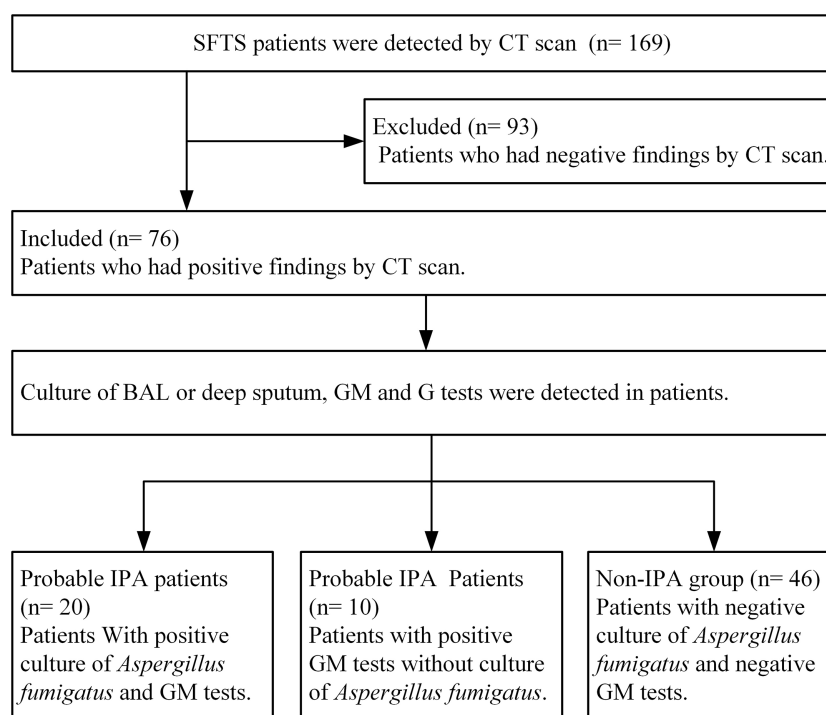 SFTS patients were detected by CT scan (n= 169)
Excluded (n= 93)
Patients who had negative findings by CT scan.
Included (n= 76)
Patients who had positive findings by CT scan.
Culture of BAL or deep sputum, GM and G tests were detected in patients.
Probable IPA patients
(n= 20)
Patients With positive
culture of Aspergillus
fumigatus and GM tests.
Probable IPA Patients
(n= 10)
Patients with positive
GM tests without culture
of Aspergillus fumigatus.
Non-IPA group (n= 46)
Patients with negative
culture of Aspergillus
fumigatus and negative
GM tests.